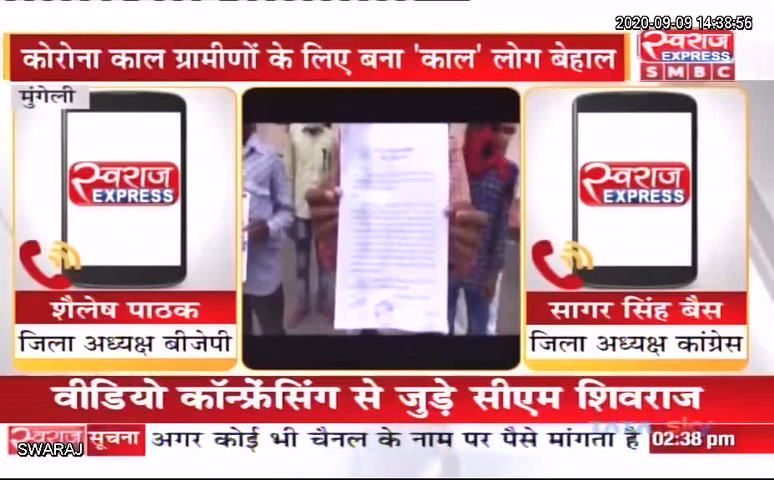 2020-09-09 14:38:56
कोरोना काल ग्रामीणों के लिए बना 'काल' लोग बेहाल
स्वराज
EXPRESS
SMBC
मुंगेली
स्वराज
EXPRESS
स्वराज
EXPRESS
शैलेष पाठक
सागर सिंह बैस
जिला अध्यक्ष बीजेपी
जिला अध्यक्ष कांग्रेस
वीडियो कॉन्फ्रेंसिंग से जुड़े सीएम शिवराज
स्वराज सूचना अगर कोई भी चैनल के नाम पर पैसे मांगता है 02:38 pm
SWARAJ